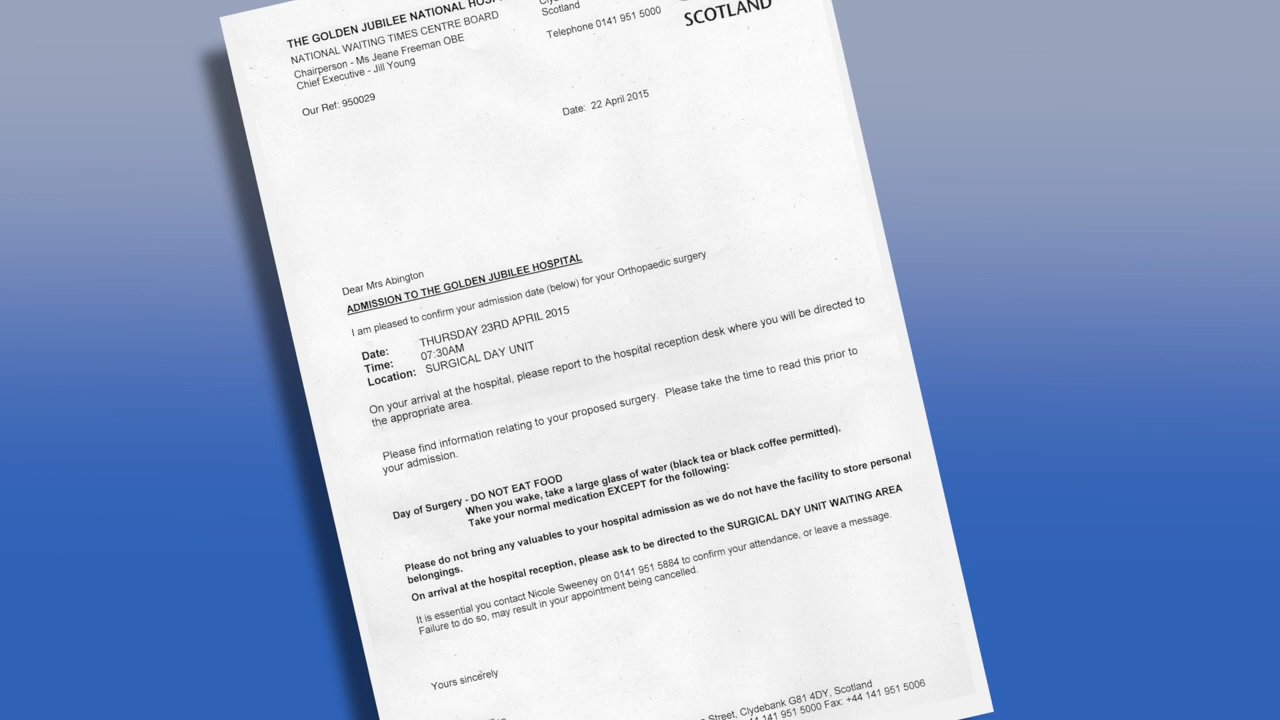 THE GOLDEN JUBILEE NATIONAL
NATIONAL WAITING TIMES CENTRE BOARD
Chairperson - Ms Jeane Freeman OBE
Chief Executive - Jill Young
Scotland
Telephone 0141 951 5000
SCOTLAND
Our Ref: 950029
Date: 22 April 2015
Dear Mrs Abington
ADMISSION TO THE GOLDEN JUBILEE HOSPITAL
I am pleased to confirm your admission date (below) for your Orthopaedic surgery
Date: THURSDAY 23RD APRIL 2015
Time: 07:30AM
Location: SURGICAL DAY UNIT
On your arrival at the hospital, please report to the hospital reception desk where you will be directed to
the appropriate area.
Please find information relating to your proposed surgery. Please take the time to read this prior to
your admission.
Day of Surgery - DO NOT EAT FOOD
When you wake, take a large glass of water (black tea or black coffee permitted).
Take your normal medication EXCEPT for the following:
Please do not bring any valuables to your hospital admission as we do not have the facility to store personal
belongings.
On arrival at the hospital reception, please ask to be directed to the SURGICAL DAY UNIT WAITING AREA
It is essential you contact Nicole Sweeney on 0141 951 5884 to confirm your attendance, or leave a message.
Failure to do so, may result in your appointment being cancelled.
Yours sincerely
Street, Clydebank G81 4DY, Scotland
141 951 5000 Fax: +44 141 951 5006